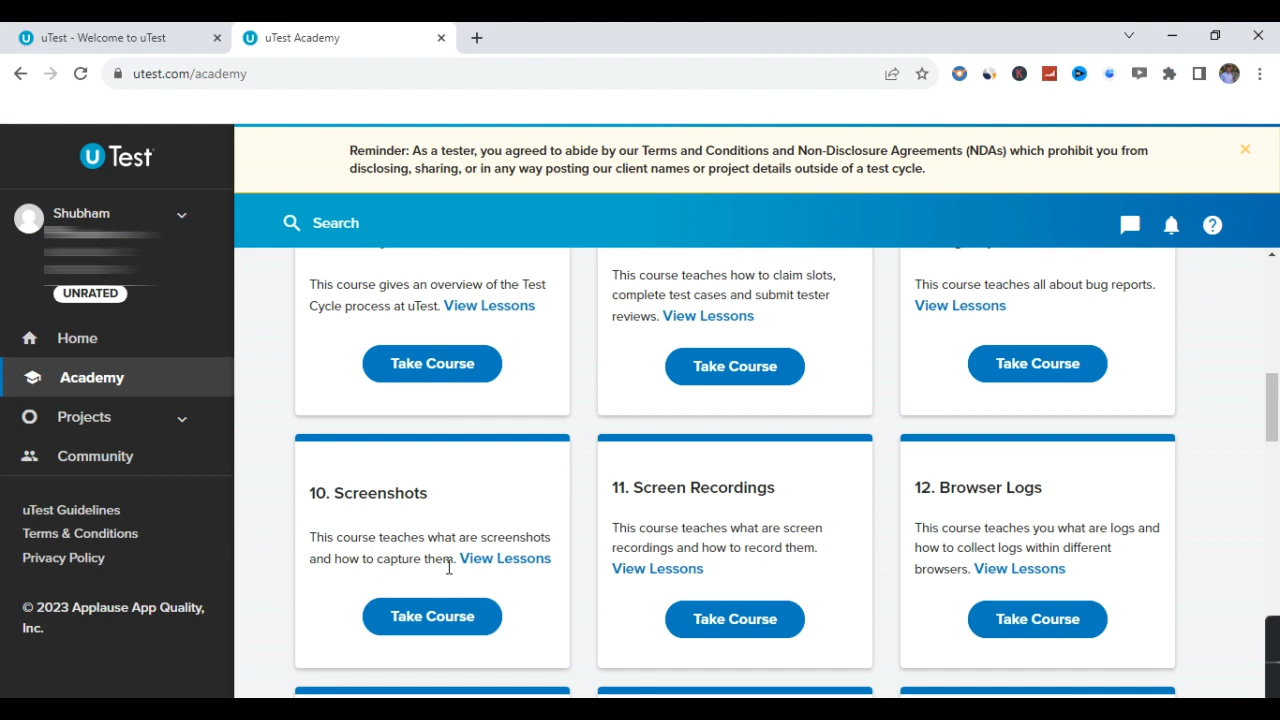 uTest - Welcome to uTest
uTest Academy
utest.com/academy
uTest
Reminder: As a tester, you agreed to abide by our Terms and Conditions and Non-Disclosure Agreements (NDAs) which prohibit you from
disclosing, sharing, or in any way posting our client names or project details outside of a test cycle.
Search
Shubham
UNRATED
Home
Academy
Projects
Community
uTest Guidelines
Terms & Conditions
Privacy Policy
© 2023 Applause App Quality,
Inc.
This course gives an overview of the Test
Cycle process at uTest. View Lessons
Take Course
This course teaches how to claim slots,
complete test cases and submit tester
reviews. View Lessons
Take Course
This course teaches all about bug reports.
View Lessons
Take Course
10. Screenshots
This course teaches what are screenshots
and how to capture them. View Lessons
Take Course
11. Screen Recordings
This course teaches what are screen
recordings and how to record them.
View Lessons
Take Course
12. Browser Logs
This course teaches you what are logs and
how to collect logs within different
browsers. View Lessons
Take Course